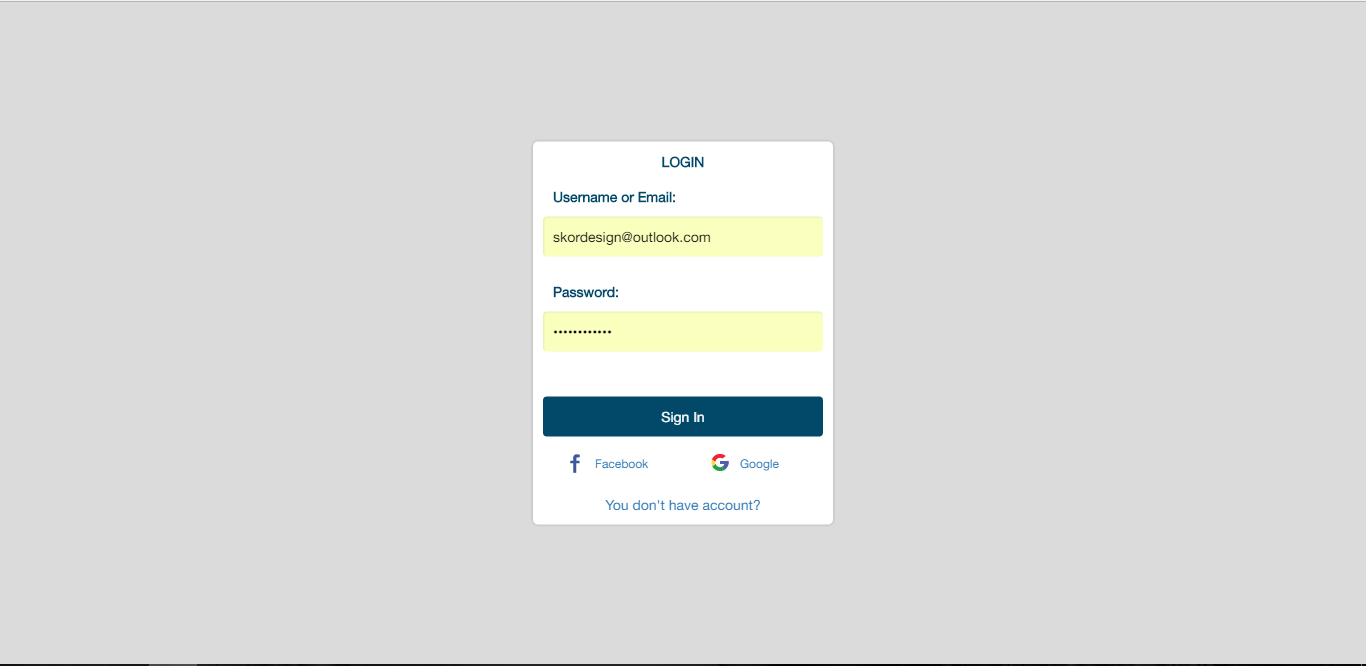 LOGIN
Username or Email:
skordesign@outlook.com
Password:
••••••••••••
Sign In
Facebook Google
You don't have account?